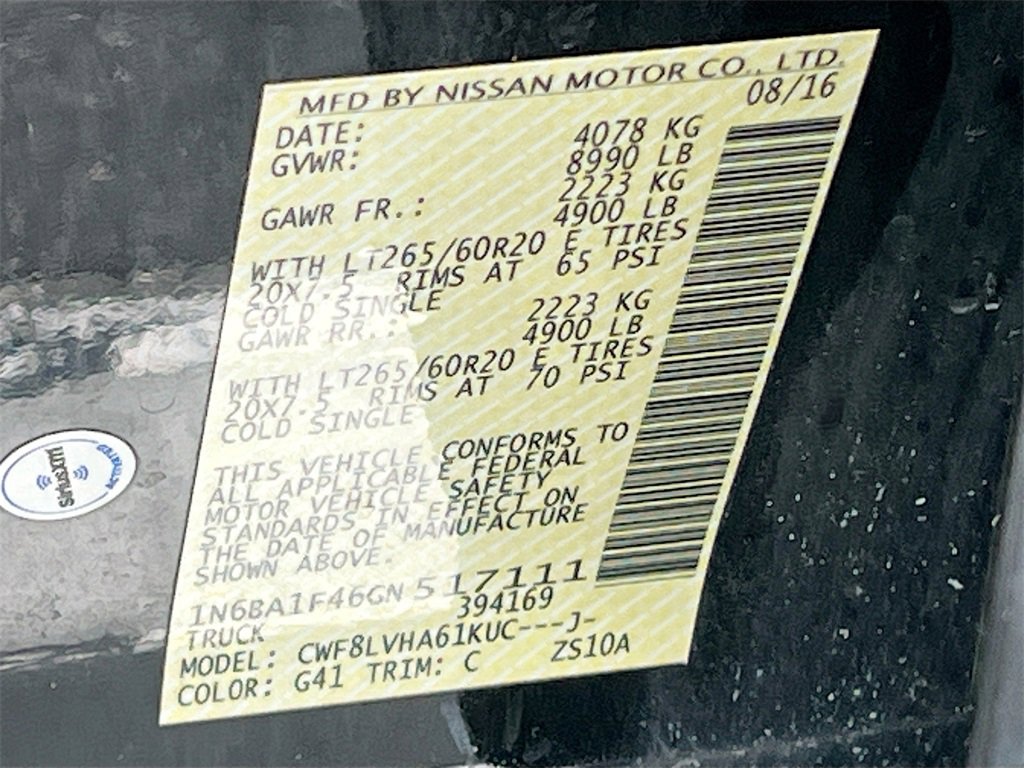 MFD BY NISSAN MOTOR CO., LTD.
DATE: 08/16
GVWR: 4078 KG
8990 LB
GAWR FR.: 2223 KG
4900 LB
WITH LT265/60R20 E TIRES
20X7.5 RIMS AT 65 PSI
COLD SINGLE
GAWR RR.: 2223 KG
4900 LB
WITH LT265/60R20 E TIRES
20X7.5 RIMS AT 70 PSI
COLD SINGLE
THIS VEHICLE CONFORMS TO
ALL APPLICABLE FEDERAL
MOTOR VEHICLE SAFETY
STANDARDS IN EFFECT ON
THE DATE OF MANUFACTURE
SHOWN ABOVE.
1N6BA1F46GN517111
TRUCK 394169
MODEL: CWF8LVHA61KUC---J-
COLOR: G41 TRIM: C ZS10A